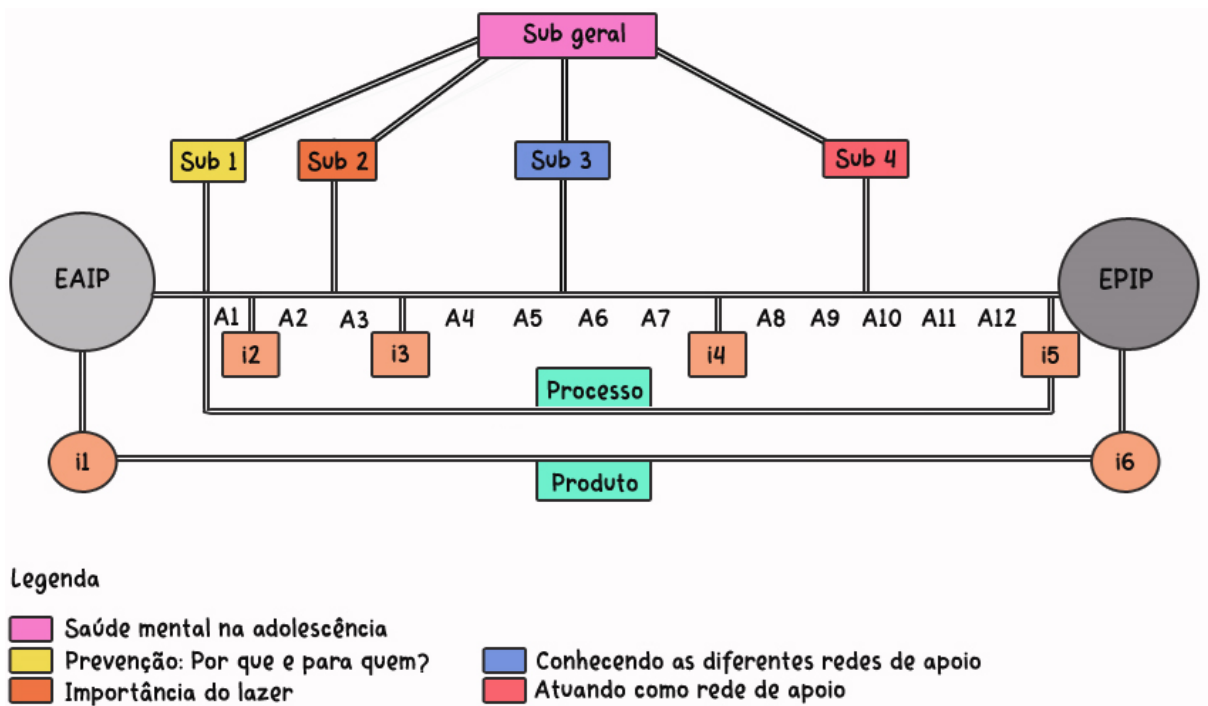 Sub geral
Sub 1 Sub 2 Sub 3 Sub 4
EAIP EPIP
A1 A2 A3 A4 A5 A6 A7 A8 A9 A10 A11 A12
i2 i3 i4 i5
Processo
i1 i6
Produto
Legenda
Saúde mental na adolescência
Prevenção: Por que e para quem?
Importância do lazer
Conhecendo as diferentes redes de apoio
Atuando como rede de apoio